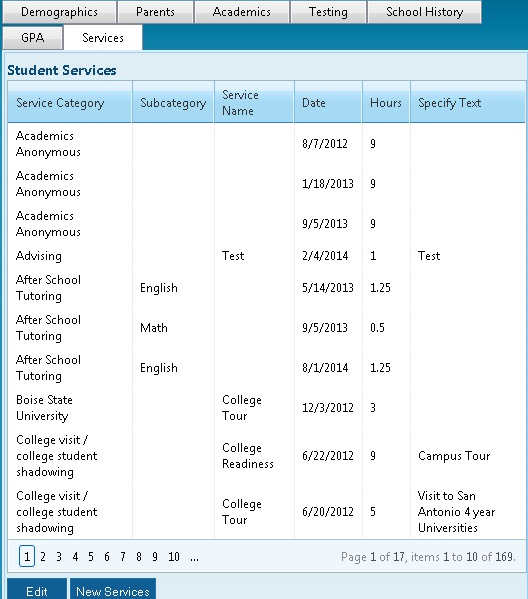 Demographics Parents Academics Testing School History
GPA Services
Student Services
Service Category Subcategory Service Name Date Hours Specify Text
Academics Anonymous 8/7/2012 9
Academics Anonymous 1/18/2013 9
Academics Anonymous 9/5/2013 9
Advising Test 2/4/2014 1 Test
After School Tutoring English 5/14/2013 1.25
After School Tutoring Math 9/5/2013 0.5
After School Tutoring English 8/1/2014 1.25
Boise State University College Tour 12/3/2012 3
College visit / college student shadowing College Readiness 6/22/2012 9 Campus Tour
College visit / college student shadowing College Tour 6/20/2012 5 Visit to San Antonio 4 year Universities
1 2 3 4 5 6 7 8 9 10 ... Page 1 of 17, items 1 to 10 of 169.
Edit New Services